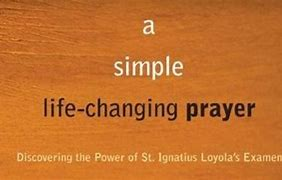 a
simple
life-changing prayer
Discovering the Power of St. Ignatius Loyola's Examen